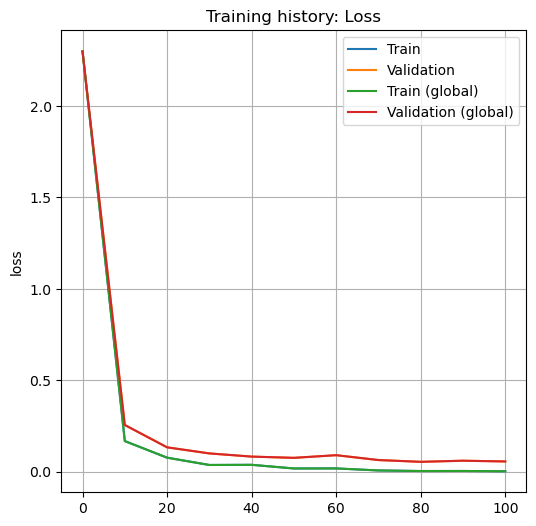 Training history: Loss
Train
Validation
Train (global)
Validation (global)
2.0
1.5
1.0
0.5
0.0
loss
0 20 40 60 80 100